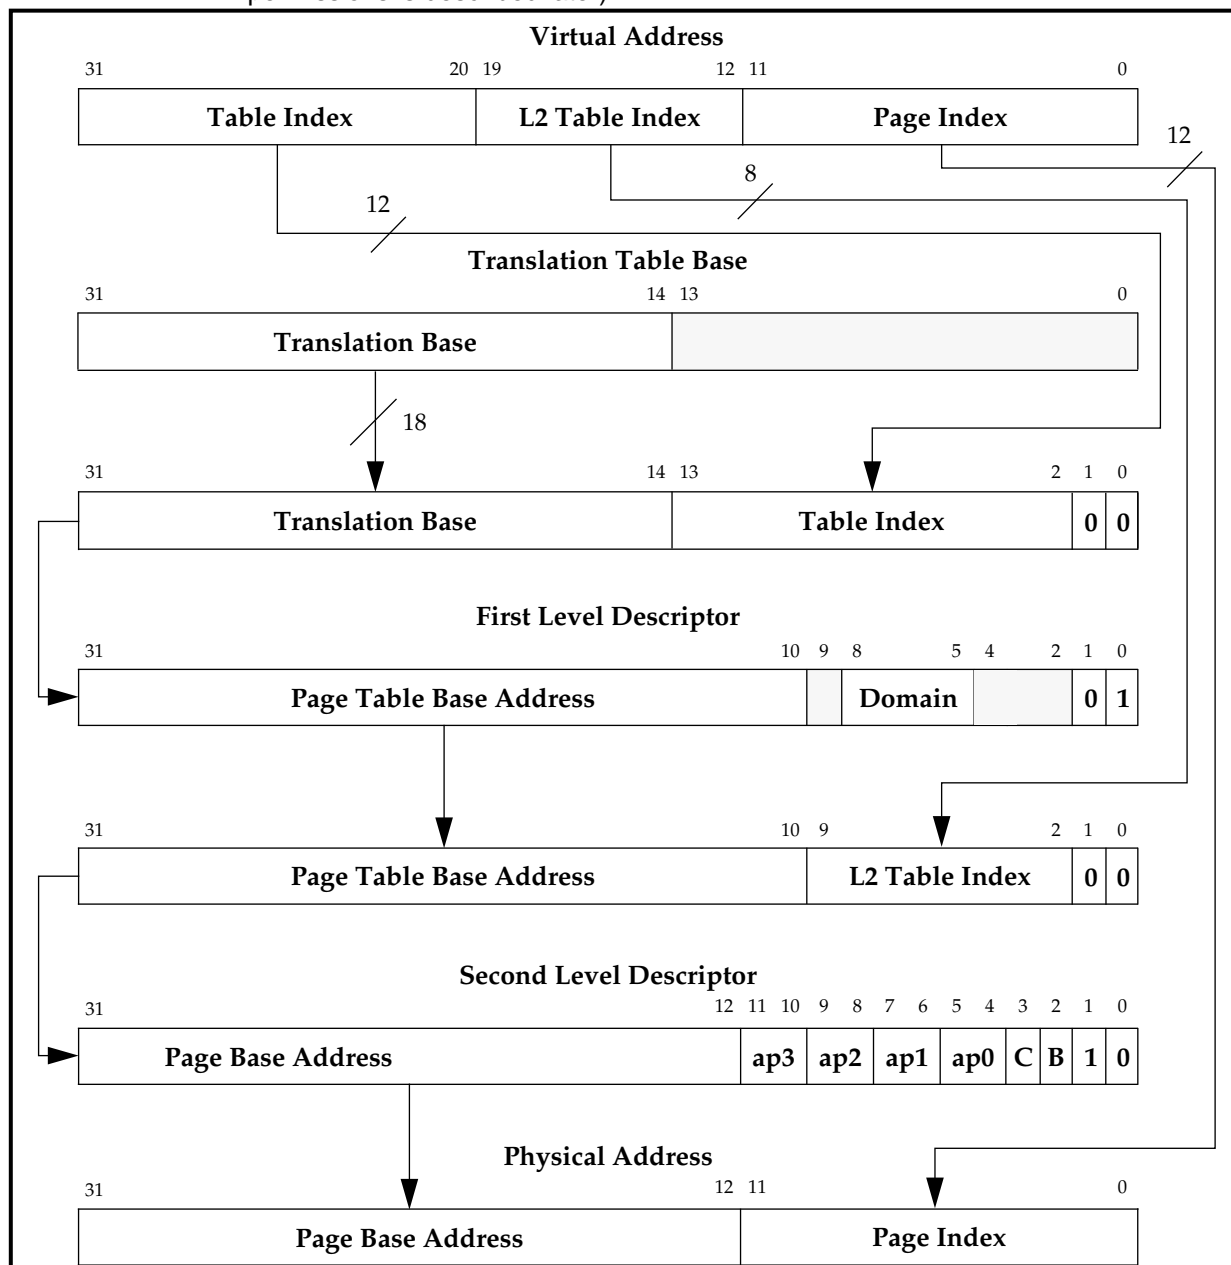 Virtual Address
31 20 19 12 11 0
Table Index L2 Table Index Page Index
12
8
12
Translation Table Base
31 14 13 0
Translation Base
18
31 14 13 2 1 0
Translation Base Table Index 0 0
First Level Descriptor
31 10 9 8 5 4 2 1 0
Page Table Base Address Domain 0 1
31 10 9 2 1 0
Page Table Base Address L2 Table Index 0 0
Second Level Descriptor
31 12 11 10 9 8 7 6 5 4 3 2 1 0
Page Base Address ap3 ap2 ap1 ap0 C B 1 0
Physical Address
31 12 11 0
Page Base Address Page Index